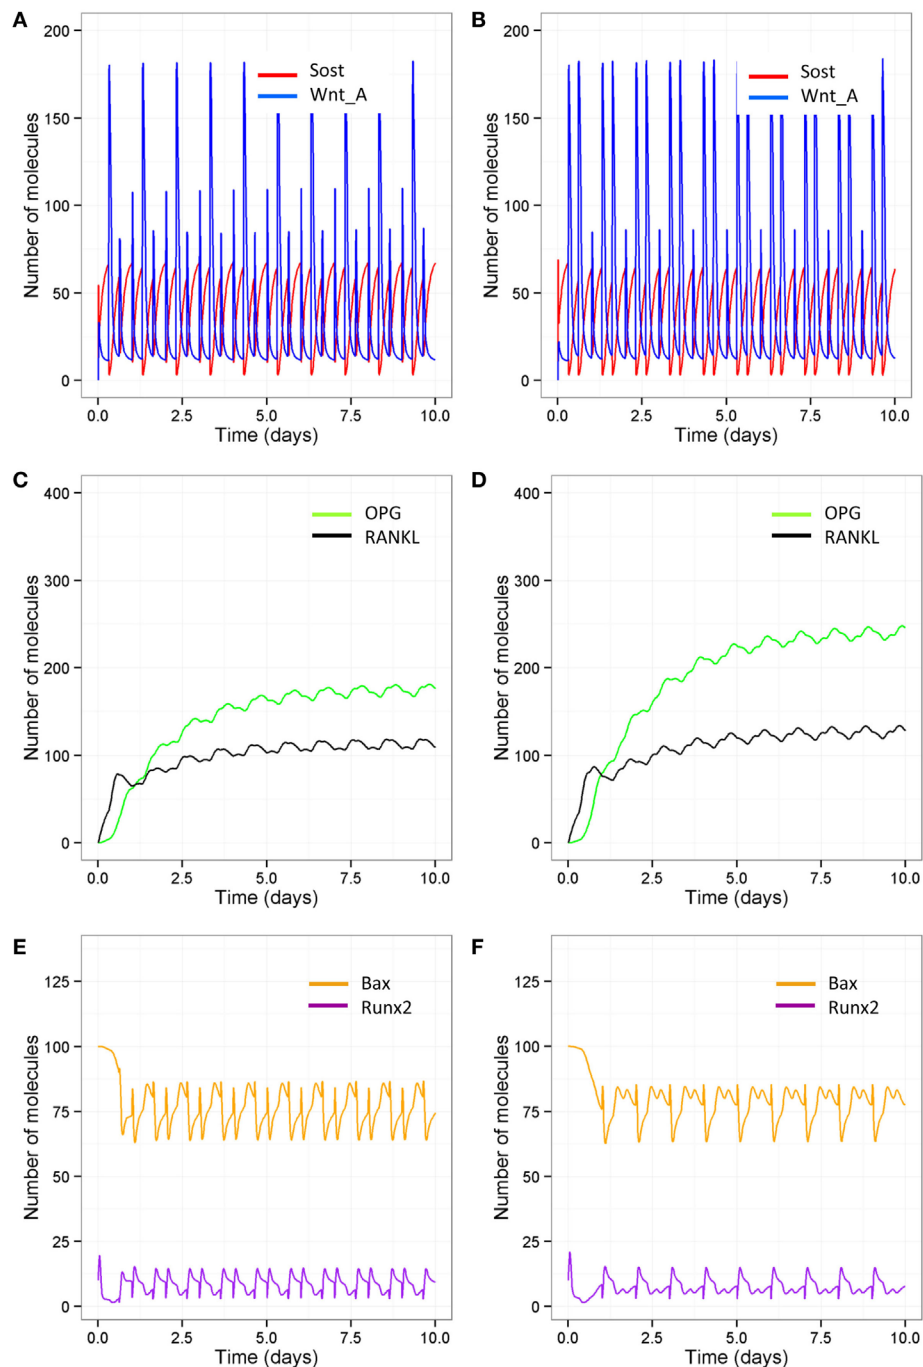 A
Number of molecules
200
150
100
50
0
Sost
Wnt_A
0.0 2.5 5.0 7.5 10.0
Time (days)
B
Number of molecules
200
150
100
50
0
Sost
Wnt_A
0.0 2.5 5.0 7.5 10.0
Time (days)
C
Number of molecules
400
300
200
100
0
OPG
RANKL
0.0 2.5 5.0 7.5 10.0
Time (days)
D
Number of molecules
400
300
200
100
0
OPG
RANKL
0.0 2.5 5.0 7.5 10.0
Time (days)
E
Number of molecules
125
100
75
50
25
0
Bax
Runx2
0.0 2.5 5.0 7.5 10.0
Time (days)
F
Number of molecules
125
100
75
50
25
0
Bax
Runx2
0.0 2.5 5.0 7.5 10.0
Time (days)